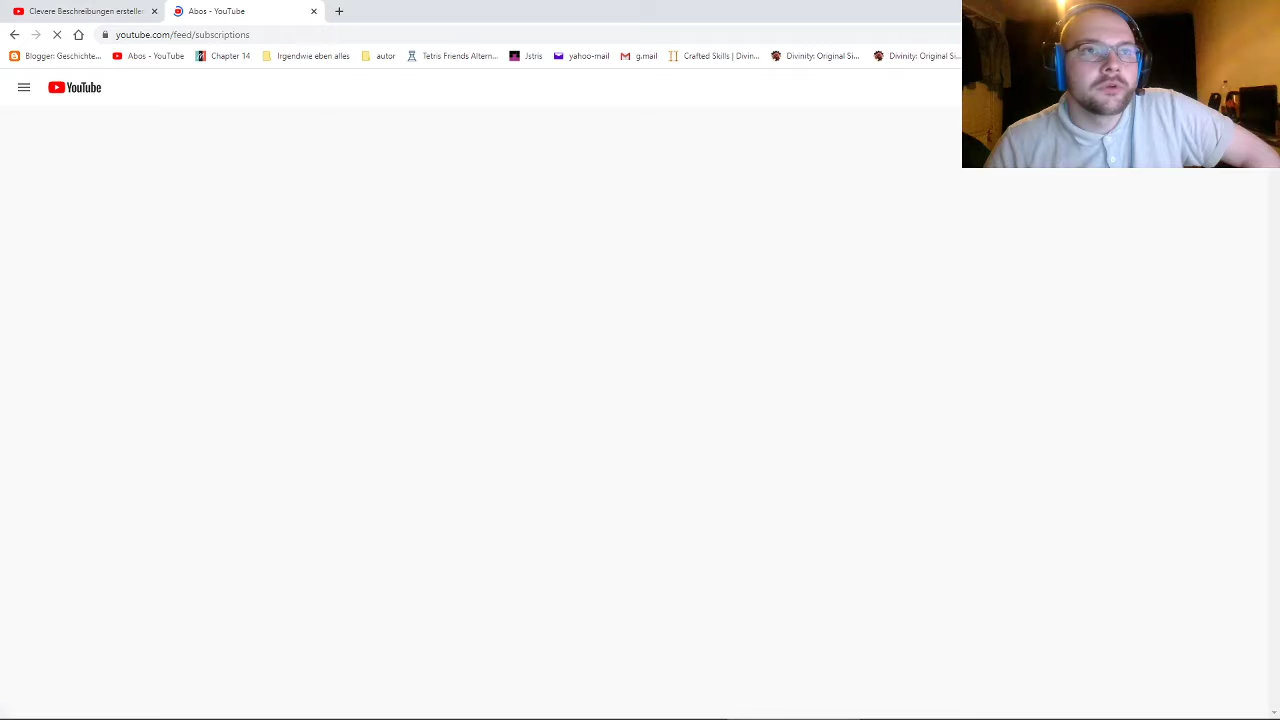 Clevere Beschreibungen erstellen
Abos - YouTube
youtube.com/feed/subscriptions
Blogger: Geschichte...
Abos - YouTube
Chapter 14
Irgendwie eben alles
autor
Tetris Friends Altern...
Jstris
yahoo-mail
g.mail
Crafted Skills | Divin...
Divinity: Original Si...
Divinity: Original Si...
YouTube